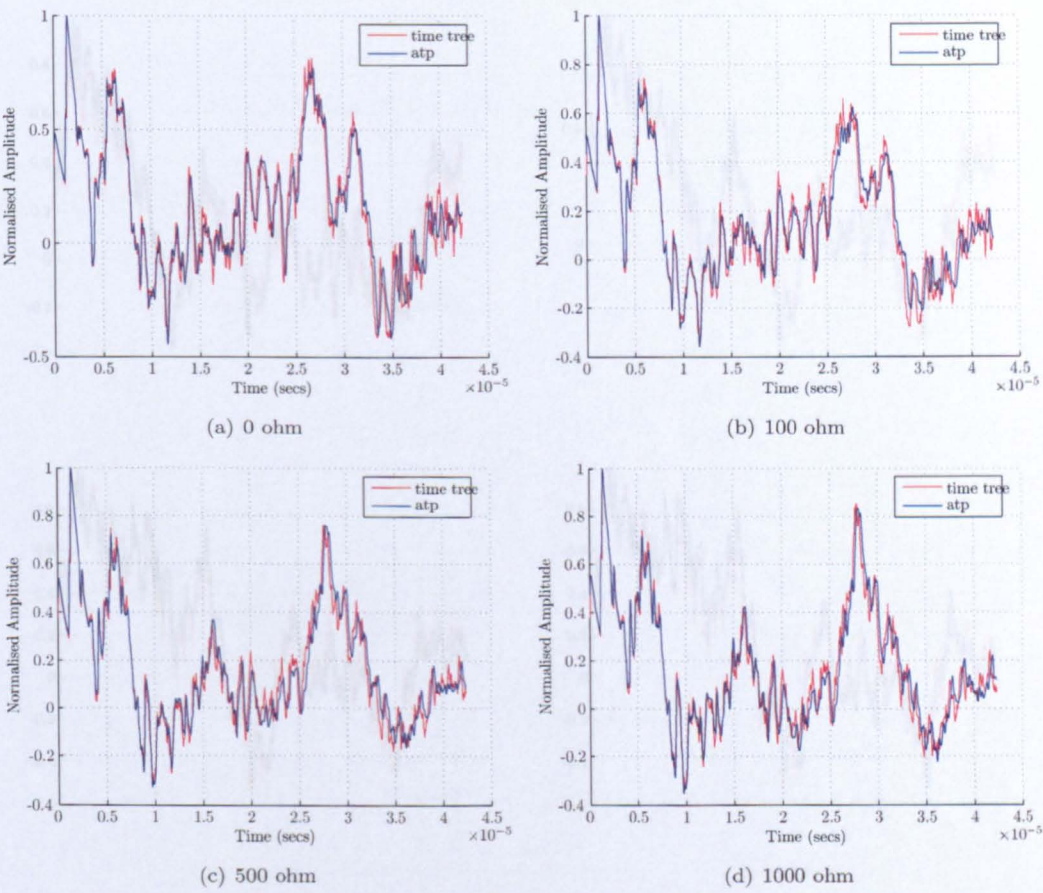 1
0.5
0
-0.5
Normalised Amplitude
time tree
atp
0 0.5 1 1.5 2 2.5 3 3.5 4 4.5
Time (secs)
×10⁻⁵
(a) 0 ohm
1
0.8
0.6
0.4
0.2
0
-0.2
-0.4
Normalised Amplitude
time tree
atp
0 0.5 1 1.5 2 2.5 3 3.5 4 4.5
Time (secs)
×10⁻⁵
(b) 100 ohm
1
0.8
0.6
0.4
0.2
0
-0.2
-0.4
Normalised Amplitude
time tree
atp
0 0.5 1 1.5 2 2.5 3 3.5 4 4.5
Time (secs)
×10⁻⁵
(c) 500 ohm
1
0.8
0.6
0.4
0.2
0
-0.2
-0.4
Normalised Amplitude
time tree
atp
0 0.5 1 1.5 2 2.5 3 3.5 4 4.5
Time (secs)
×10⁻⁵
(d) 1000 ohm